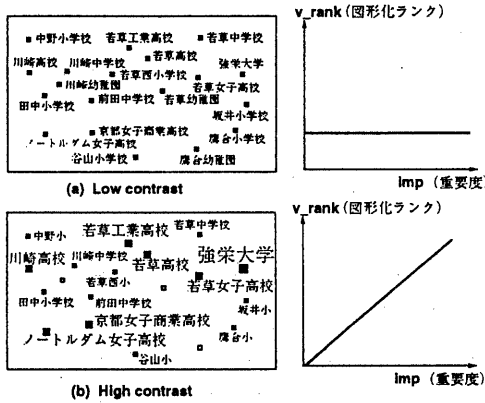 中野小学校
若草工業高校
若草中学校
川崎高校
川崎中学校
若草高校
強栄大学
若草西小学校
川崎幼稚園
若草女子高校
田中小学校
前田中学校
若草幼稚園
坂井小学校
京都女子商業高校
ノートルダム女子高校
鷹台小学校
谷山小学校
鷹台幼稚園
(a) Low contrast
v_rank (図形化ランク)
imp (重要度)
中野小
若草工業高校
若草中学校
川崎高校
川崎中学校
若草高校
強栄大学
若草西小
若草女子高校
田中小学校
前田中学校
坂井小
京都女子商業高校
ノートルダム女子高校
鷹台小
谷山小
(b) High contrast
v_rank (図形化ランク)
imp (重要度)